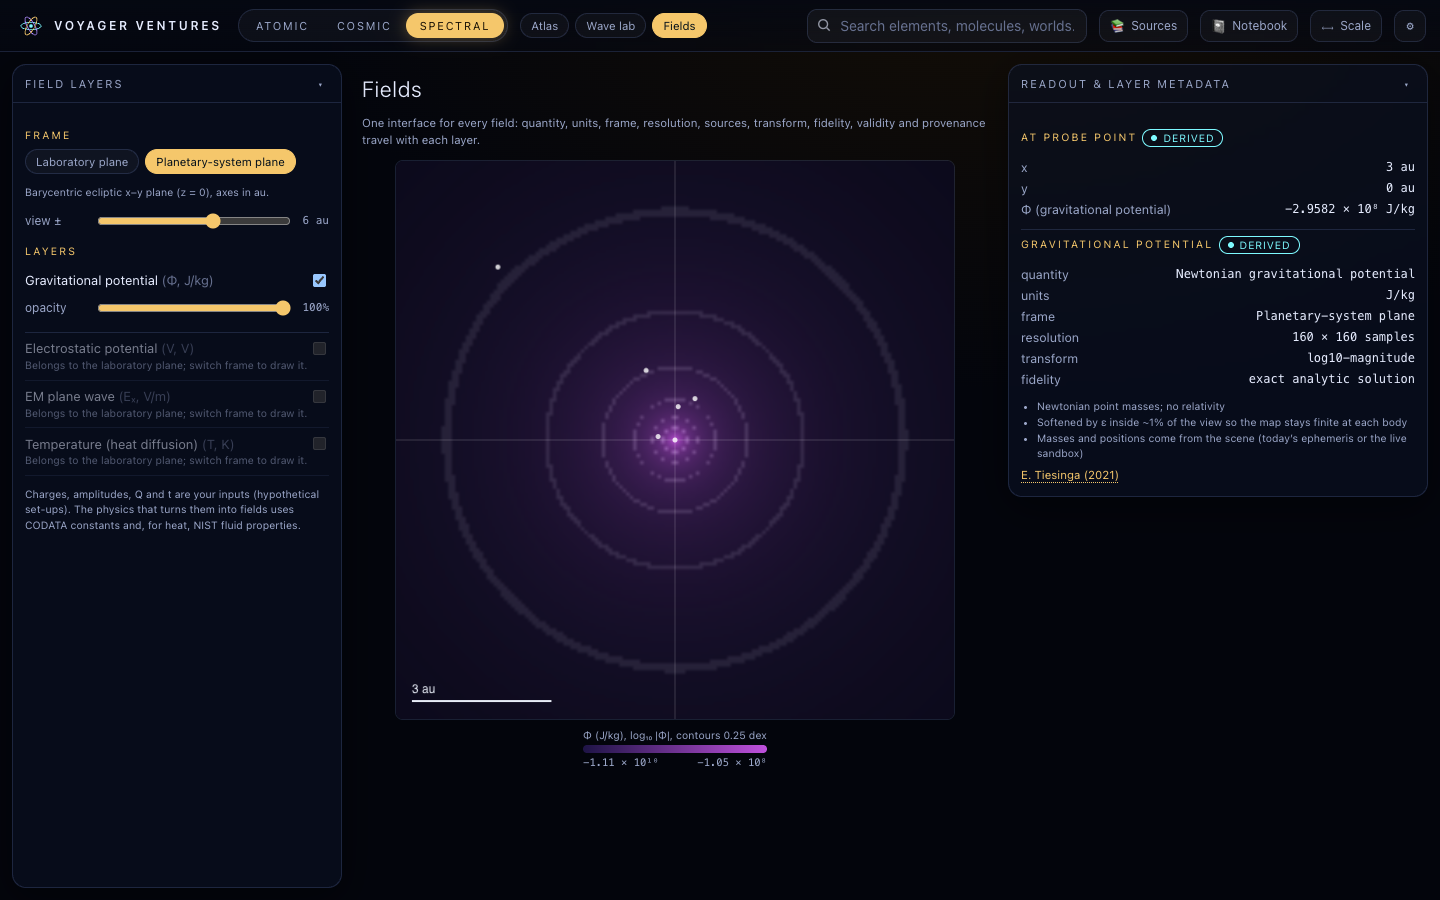 VOYAGER VENTURES
ATOMIC
COSMIC
SPECTRAL
Atlas
Wave lab
Fields
Search elements, molecules, worlds.
Sources
Notebook
Scale
FIELD LAYERS
FRAME
Laboratory plane
Planetary-system plane
Barycentric ecliptic x–y plane (z = 0), axes in au.
view ±
6 au
LAYERS
Gravitational potential (Φ, J/kg)
opacity
100%
Electrostatic potential (V, V)
Belongs to the laboratory plane; switch frame to draw it.
EM plane wave (Eₓ, V/m)
Belongs to the laboratory plane; switch frame to draw it.
Temperature (heat diffusion) (T, K)
Belongs to the laboratory plane; switch frame to draw it.
Charges, amplitudes, Q and t are your inputs (hypothetical
set-ups). The physics that turns them into fields uses
CODATA constants and, for heat, NIST fluid properties.
Fields
One interface for every field: quantity, units, frame, resolution, sources, transform, fidelity, validity and provenance
travel with each layer.
3 au
Φ (J/kg), log₁₀ |Φ|, contours 0.25 dex
−1.11 × 10¹⁰
−1.05 × 10⁸
READOUT & LAYER METADATA
AT PROBE POINT
DERIVED
x
3 au
y
0 au
Φ (gravitational potential)
−2.9582 × 10⁸ J/kg
GRAVITATIONAL POTENTIAL
DERIVED
quantity
Newtonian gravitational potential
units
J/kg
frame
Planetary-system plane
resolution
160 × 160 samples
transform
log10-magnitude
fidelity
exact analytic solution
• Newtonian point masses; no relativity
• Softened by ε inside ~1% of the view so the map stays finite at each body
• Masses and positions come from the scene (today's ephemeris or the live
sandbox)
E. Tiesinga (2021)